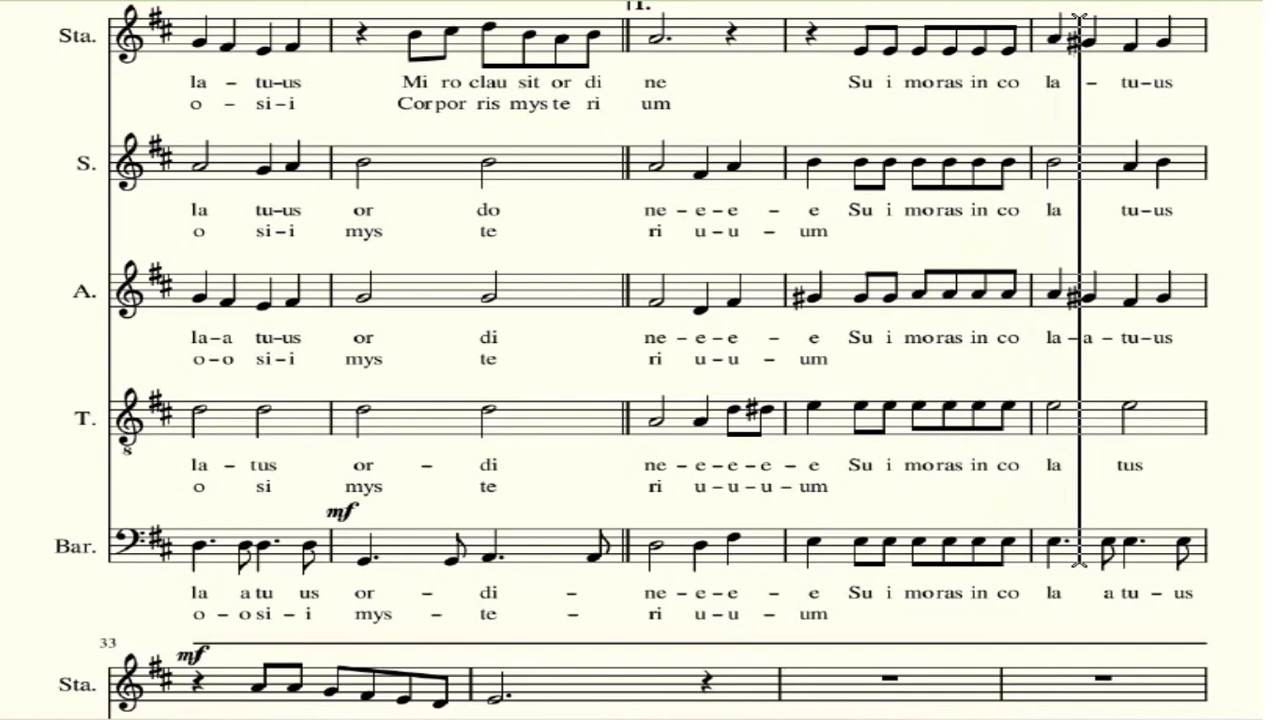 1.
Sta.
la - tu-us Mi ro clau sit or di ne Su i moras in co la - tu-us
o - si-i Corpor ris mys te ri um
S.
la tu-us or do ne-e-e - e Su i moras in co la tu-us
o si-i mys te ri u-u - um
A.
la-a tu-us or di ne-e-e - e Su i moras in co la-a-tu-us
o-o si-i mys te ri u-u - um
T.
la - tus or - di ne-e-e-e-e Su i moras in co la tus
o si mys te ri u-u-u-um
mf
Bar.
la a tu us or - di - ne-e-e - e Su i moras in co la a tu-us
o-o si-i mys - te - ri u-u - um
33
mf
Sta.